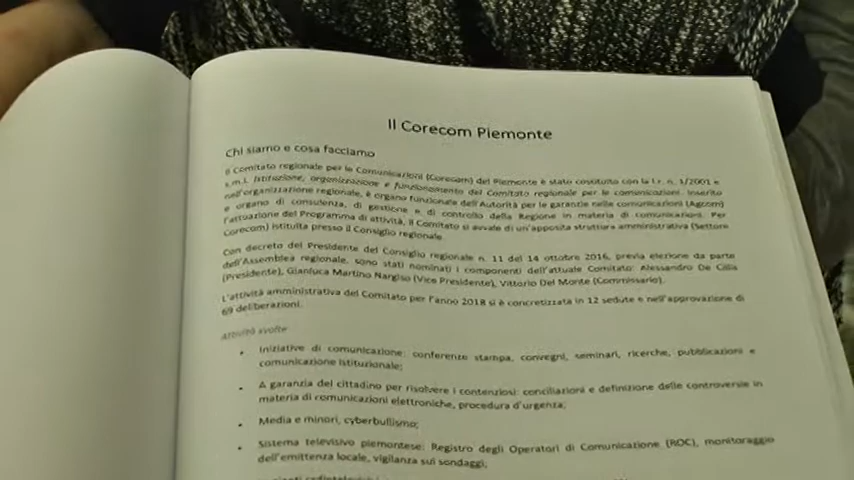 Il Corecom Piemonte
Chi siamo e cosa facciamo
Il Comitato regionale per le Comunicazioni (Corecom) del Piemonte è stato costituito con la l.r. n. 1/2001 e
s.m.i. Istituzione, organizzazione e funzionamento del Comitato regionale per le comunicazioni. Inserito
nell'organizzazione regionale, è organo funzionale dell'Autorità per le garanzie nelle comunicazioni (Agcom)
e organo di consulenza, di gestione e di controllo della Regione in materia di comunicazioni. Per
l'attuazione del Programma di attività, il Comitato si avvale di un'apposita struttura amministrativa (Settore
Corecom) istituita presso il Consiglio regionale.
Con decreto del Presidente del Consiglio regionale n. 11 del 14 ottobre 2016, previa elezione da parte
dell'Assemblea regionale, sono stati nominati i componenti dell'attuale Comitato: Alessandro De Cillis
(Presidente), Gianluca Martino Nargiso (Vice Presidente), Vittorio Del Monte (Commissario).
L'attività amministrativa del Comitato per l'anno 2018 si è concretizzata in 12 sedute e nell'approvazione di
69 deliberazioni.
Attività svolte
• Iniziative di comunicazione: conferenze stampa, convegni, seminari, ricerche, pubblicazioni e
comunicazione istituzionale;
• A garanzia del cittadino per risolvere i contenziosi: conciliazioni e definizione delle controversie in
materia di comunicazioni elettroniche, procedura d'urgenza;
• Media e minori, cyberbullismo;
• Sistema televisivo piemontese: Registro degli Operatori di Comunicazione (ROC), monitoraggio
dell'emittenza locale, vigilanza sui sondaggi;